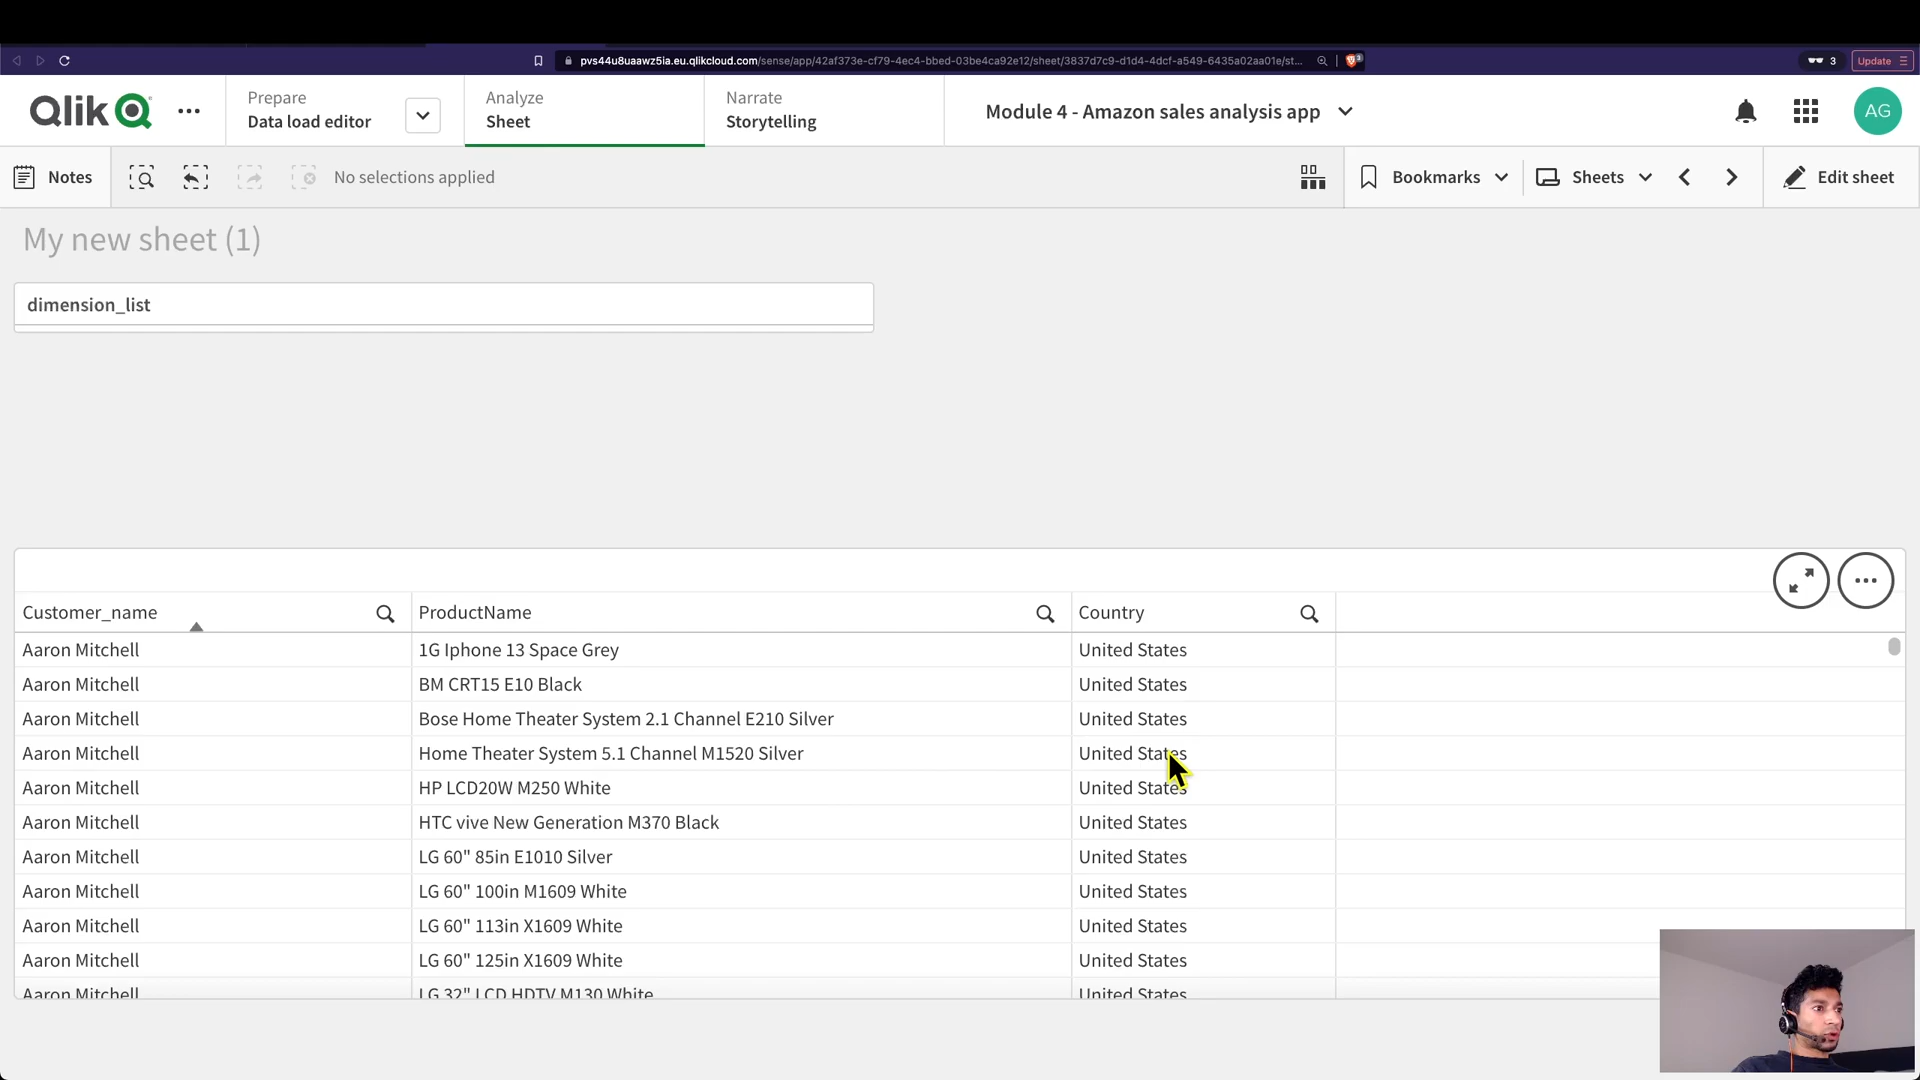 pvs44u8uaawz5ia.eu.qlikcloud.com/sense/app/42af373e-cf79-4ec4-bbed-03be4ca92e12/sheet/3837d7c9-d1d4-4dcf-a549-6435a02aa01e/st...
3
Update
Qlik
Prepare
Data load editor
Analyze
Sheet
Narrate
Storytelling
Module 4 - Amazon sales analysis app
AG
Notes
No selections applied
Bookmarks
Sheets
Edit sheet
My new sheet (1)
dimension_list
Customer_name ProductName Country
Aaron Mitchell 1G Iphone 13 Space Grey United States
Aaron Mitchell BM CRT15 E10 Black United States
Aaron Mitchell Bose Home Theater System 2.1 Channel E210 Silver United States
Aaron Mitchell Home Theater System 5.1 Channel M1520 Silver United States
Aaron Mitchell HP LCD20W M250 White United States
Aaron Mitchell HTC vive New Generation M370 Black United States
Aaron Mitchell LG 60" 85in E1010 Silver United States
Aaron Mitchell LG 60" 100in M1609 White United States
Aaron Mitchell LG 60" 113in X1609 White United States
Aaron Mitchell LG 60" 125in X1609 White United States
Aaron Mitchell LG 32" LCD HDTV M130 White United States